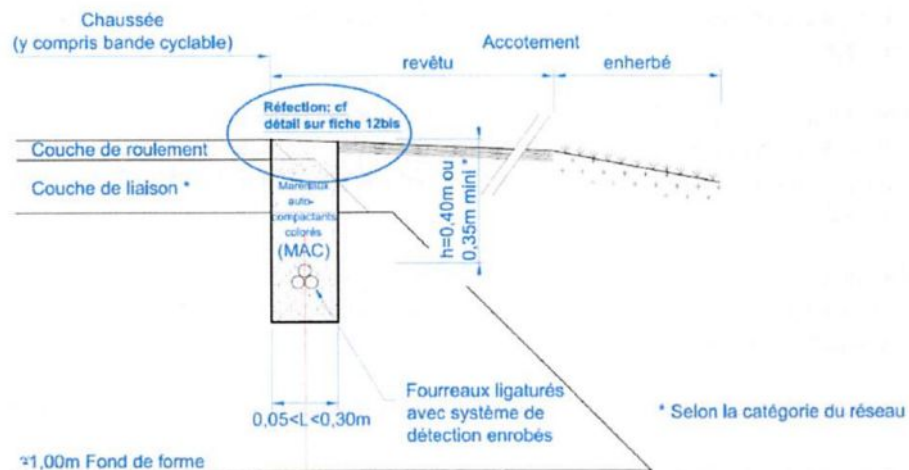 Chaussée
(y compris bande cyclable)
Accotement
revêtu
enherbé
Réfection: cf
détail sur fiche 12bis
Couche de roulement
Couche de liaison *
Matériaux
auto-
compactants
colorés
(MAC)
h=0,40m ou
0,35m mini *
0,05<L<0,30m
Fourreaux ligaturés
avec système de
détection enrobés
* Selon la catégorie du réseau
≃1,00m Fond de forme